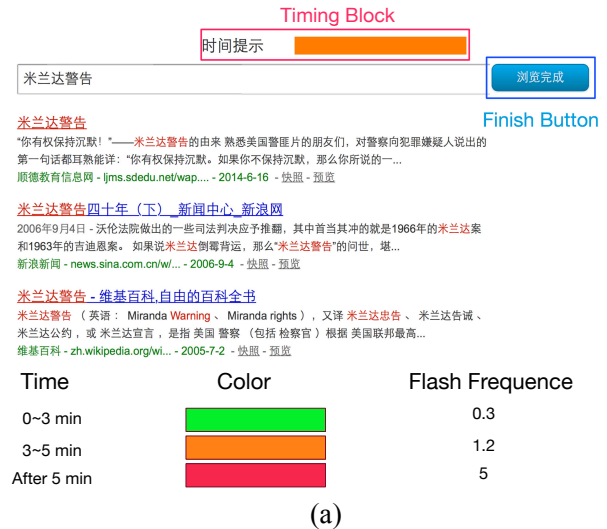 Timing Block
时间提示
米兰达警告
浏览完成
Finish Button
米兰达警告
“你有权保持沉默！”——米兰达警告的由来 熟悉美国警匪片的朋友们，对警察向犯罪嫌疑人说出的
第一句话都耳熟能详：“你有权保持沉默。如果你不保持沉默，那么你所说的一...
顺德教育信息网 - ljms.sdedu.net/wap.... - 2014-6-16 - 快照 - 预览
米兰达警告四十年（下）_新闻中心_新浪网
2006年9月4日 - 沃伦法院做出的一些司法判决应予推翻，其中首当其冲的就是1966年的米兰达案
和1963年的吉迪恩案。 如果说米兰达倒霉背运，那么“米兰达警告”的问世，堪...
新浪新闻 - news.sina.com.cn/w/... - 2006-9-4 - 快照 - 预览
米兰达警告 - 维基百科,自由的百科全书
米兰达警告 （ 英语 ： Miranda Warning 、 Miranda rights ），又译 米兰达忠告 、 米兰达告诫 、
米兰达公约 ，或 米兰达宣言 ，是指 美国 警察 （包括 检察官 ）根据 美国联邦最高...
维基百科 - zh.wikipedia.org/wi... - 2005-7-2 - 快照 - 预览
Time Color Flash Frequence
0~3 min 0.3
3~5 min 1.2
After 5 min 5
(a)